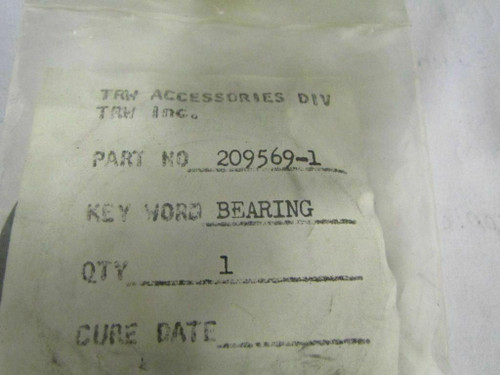 TRW ACCESSORIES DIV
TRW Inc.
PART NO 209569-1
KEY WORD BEARING
QTY 1
CURE DATE